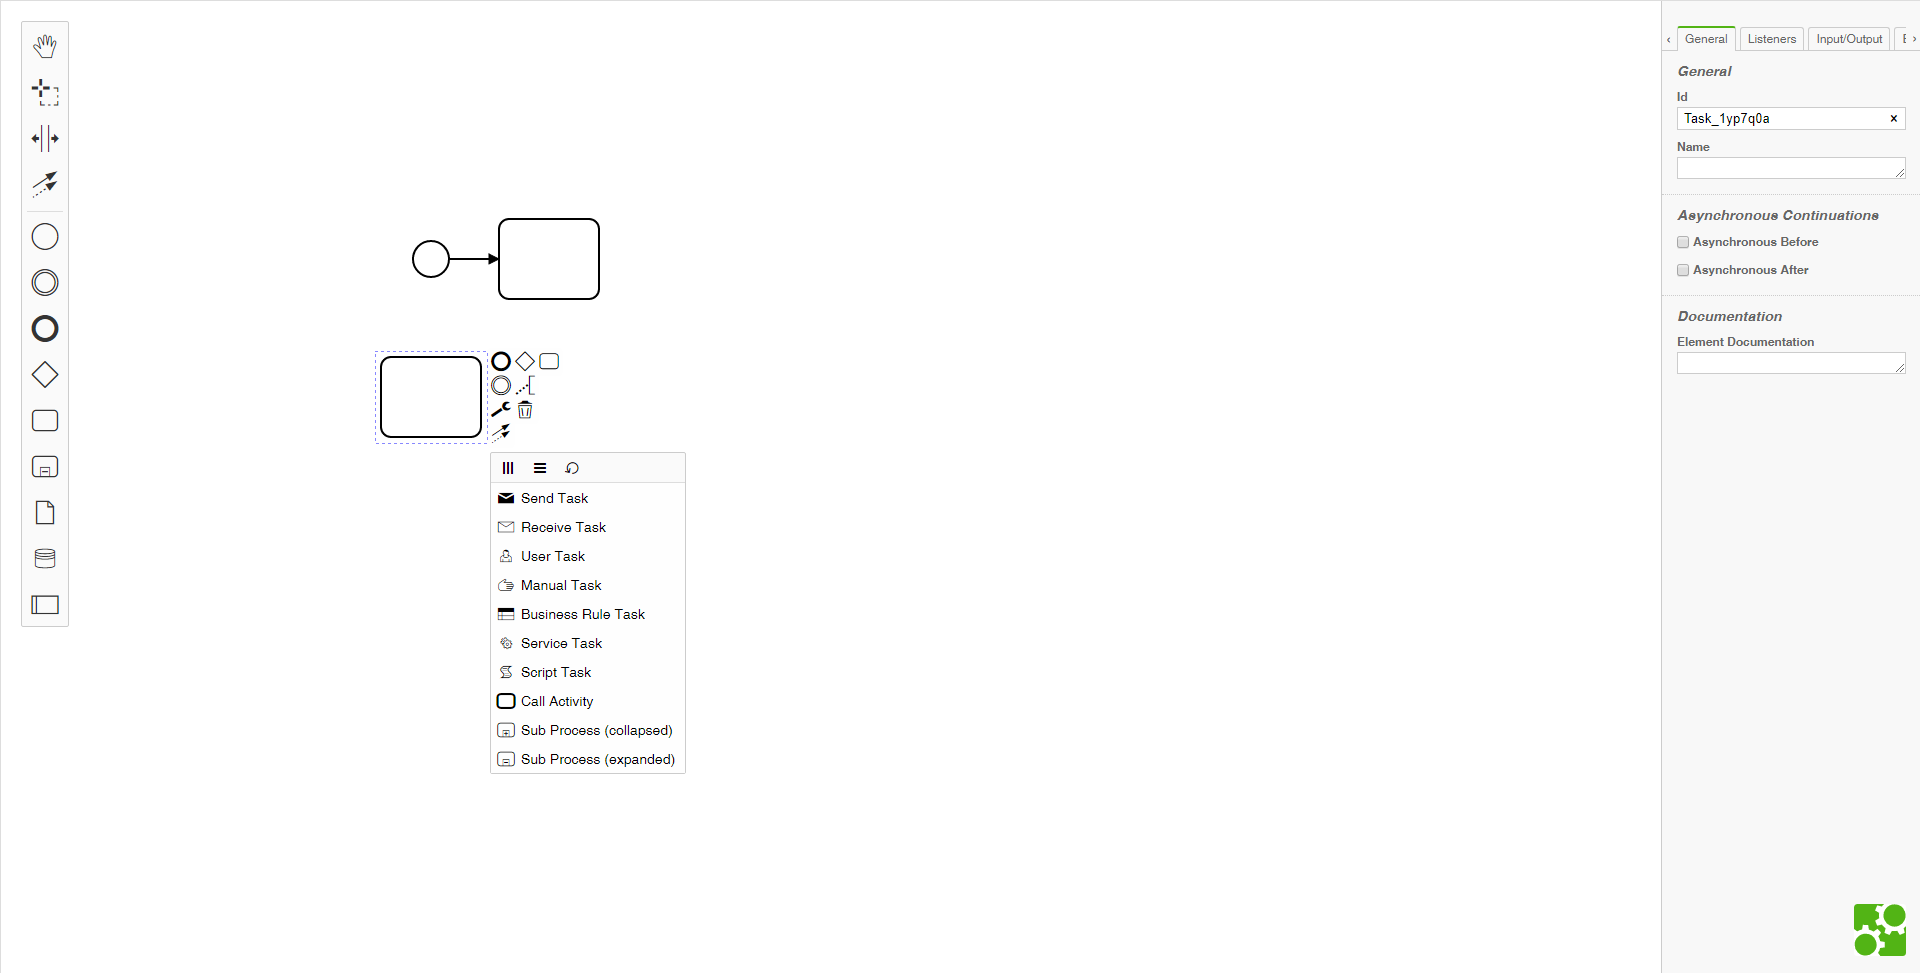 Send Task
Receive Task
User Task
Manual Task
Business Rule Task
Service Task
Script Task
Call Activity
Sub Process (collapsed)
Sub Process (expanded)
General Listeners Input/Output
General
Id
Task_1yp7q0a
Name
Asynchronous Continuations
Asynchronous Before
Asynchronous After
Documentation
Element Documentation